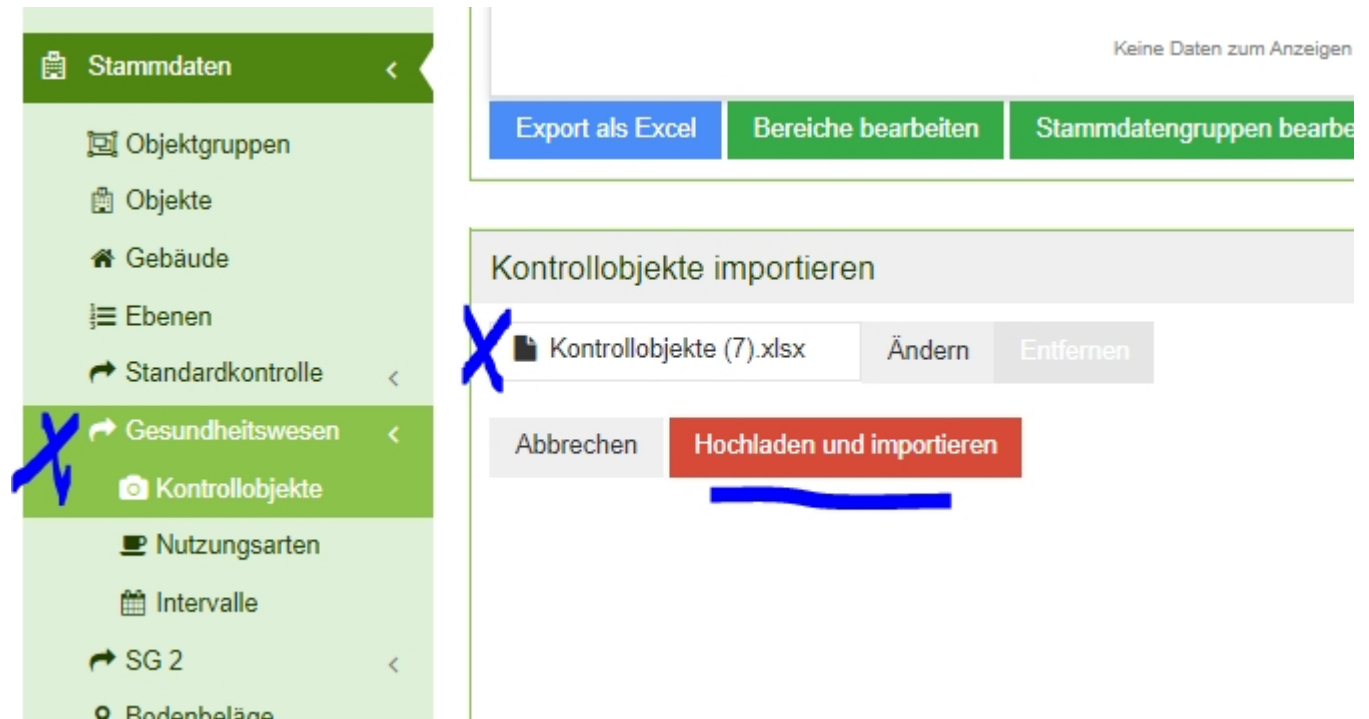 Stammdaten
Objektgruppen
Objekte
Gebäude
Ebenen
Standardkontrolle
Gesundheitswesen
Kontrollobjekte
Nutzungsarten
Intervalle
SG 2
Bodenbeläge
Keine Daten zum Anzeigen
Export als Excel Bereiche bearbeiten Stammdatengruppen bearbe
Kontrollobjekte importieren
Kontrollobjekte (7).xlsx Ändern Entfernen
Abbrechen Hochladen und importieren